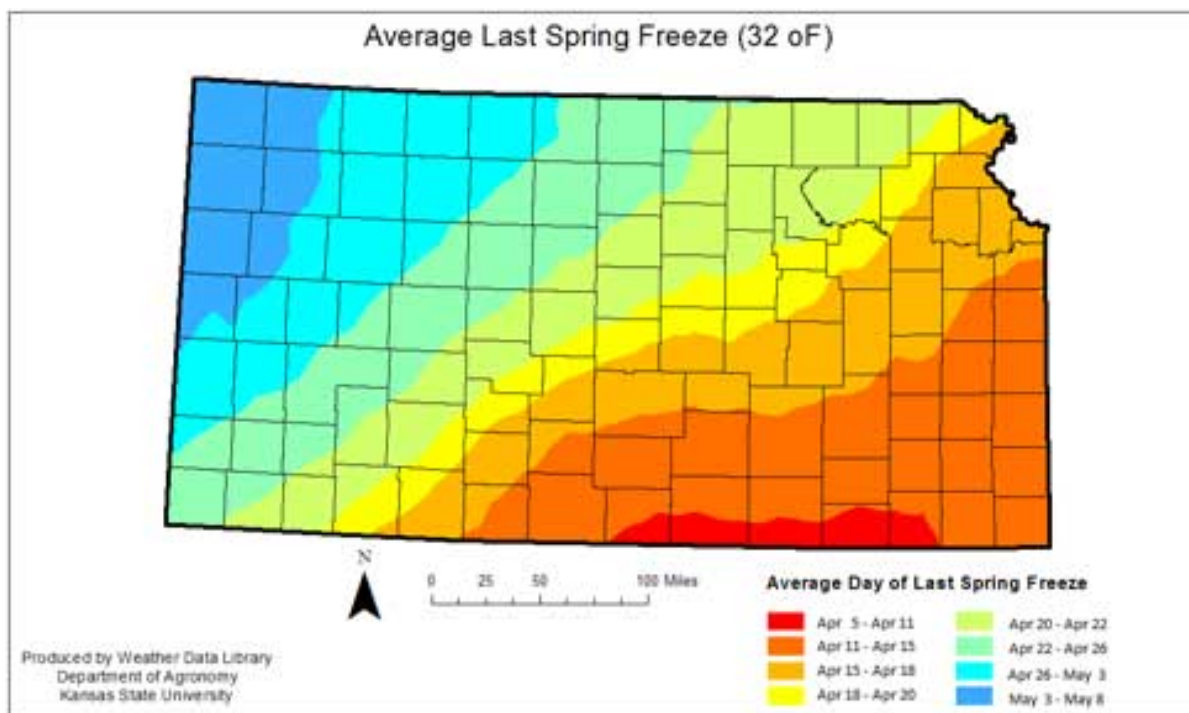 Average Last Spring Freeze (32 oF)
N
0 25 50 100 Miles
Average Day of Last Spring Freeze
Apr 5 - Apr 11
Apr 11 - Apr 15
Apr 15 - Apr 18
Apr 18 - Apr 20
Apr 20 - Apr 22
Apr 22 - Apr 26
Apr 26 - May 3
May 3 - May 8
Produced by Weather Data Library
Department of Agronomy
Kansas State University